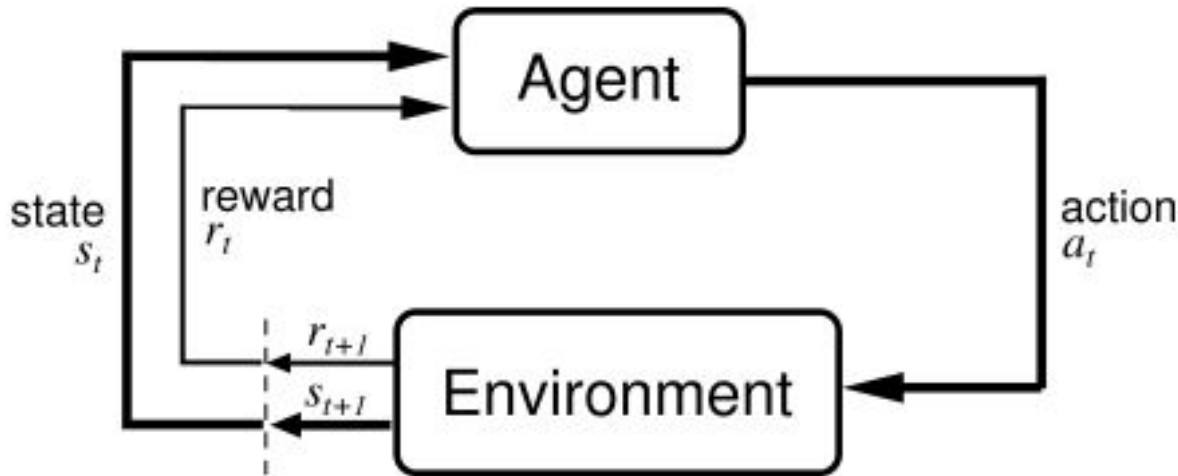 Agent
state
s_t
reward
r_t
action
a_t
r_{t+1}
s_{t+1}
Environment